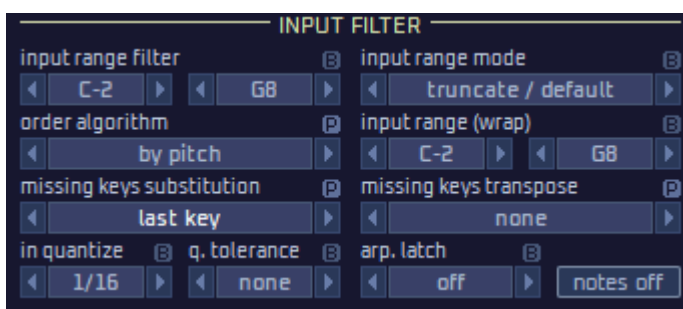 INPUT FILTER
input range filter B input range mode B
C-2 G8 truncate / default
order algorithm P input range (wrap) B
by pitch C-2 G8
missing keys substitution P missing keys transpose P
last key none
in quantize B q. tolerance B arp. latch B
1/16 none off notes off